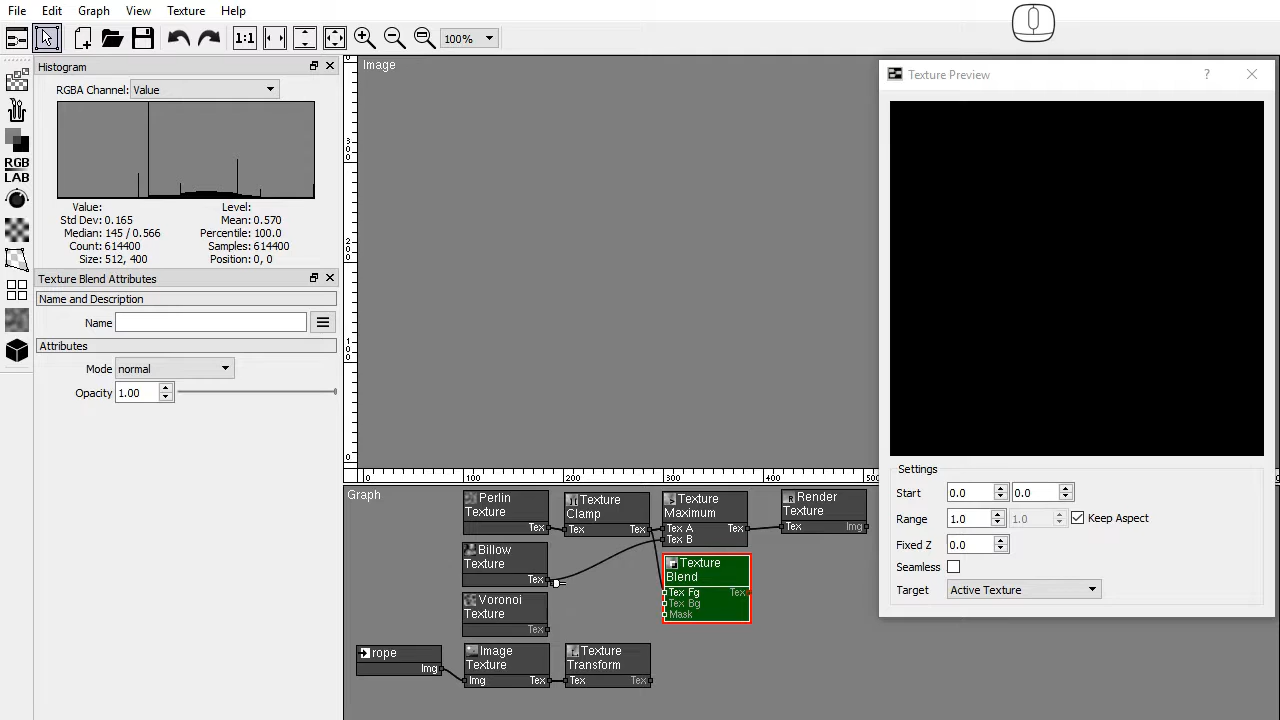 File Edit Graph View Texture Help
1:1 100%
Histogram
RGBA Channel: Value
Value: Level:
Std Dev: 0.165 Mean: 0.570
Median: 145 / 0.566 Percentile: 100.0
Count: 614400 Samples: 614400
Size: 512, 400 Position: 0, 0
RGB
LAB
Texture Blend Attributes
Name and Description
Name
Attributes
Mode normal
Opacity 1.00
Image
300
200
100
0
0 100 200 300 400 500
Texture Preview ?
Settings
Start 0.0 0.0
Range 1.0 1.0 Keep Aspect
Fixed Z 0.0
Seamless
Target Active Texture
Graph
Perlin
Texture
Tex
Texture
Clamp
Tex Tex
Texture
Maximum
Tex A Tex
Tex B
Render
Texture
Tex Img
Billow
Texture
Tex
Texture
Blend
Tex Fg Tex
Tex Bg
Mask
Voronoi
Texture
Tex
rope
Img
Image
Texture
Img Tex
Texture
Transform
Tex Tex